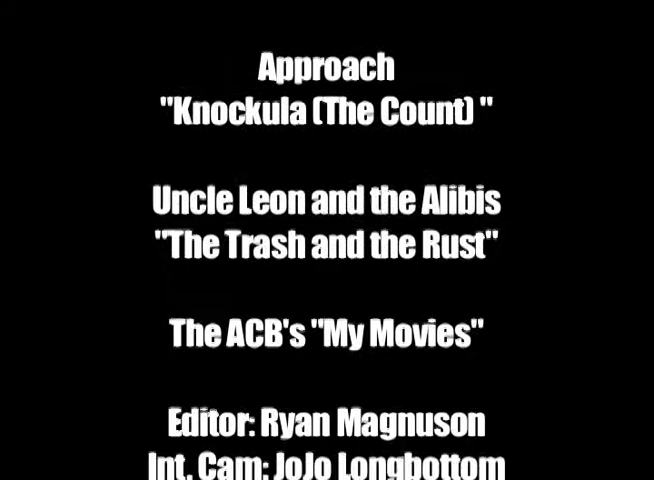 Approach
"Knockula (The Count) "
Uncle Leon and the Alibis
"The Trash and the Rust"
The ACB's "My Movies"
Editor: Ryan Magnuson
Int. Cam: JoJo Longbottom